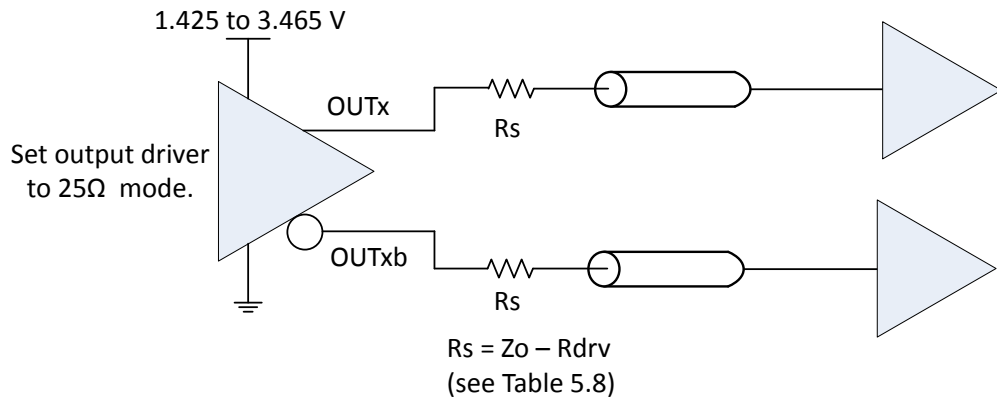 1.425 to 3.465 V
OUTx
Rs
Set output driver
to 25Ω mode.
OUTxb
Rs
Rs = Zo – Rdrv
(see Table 5.8)